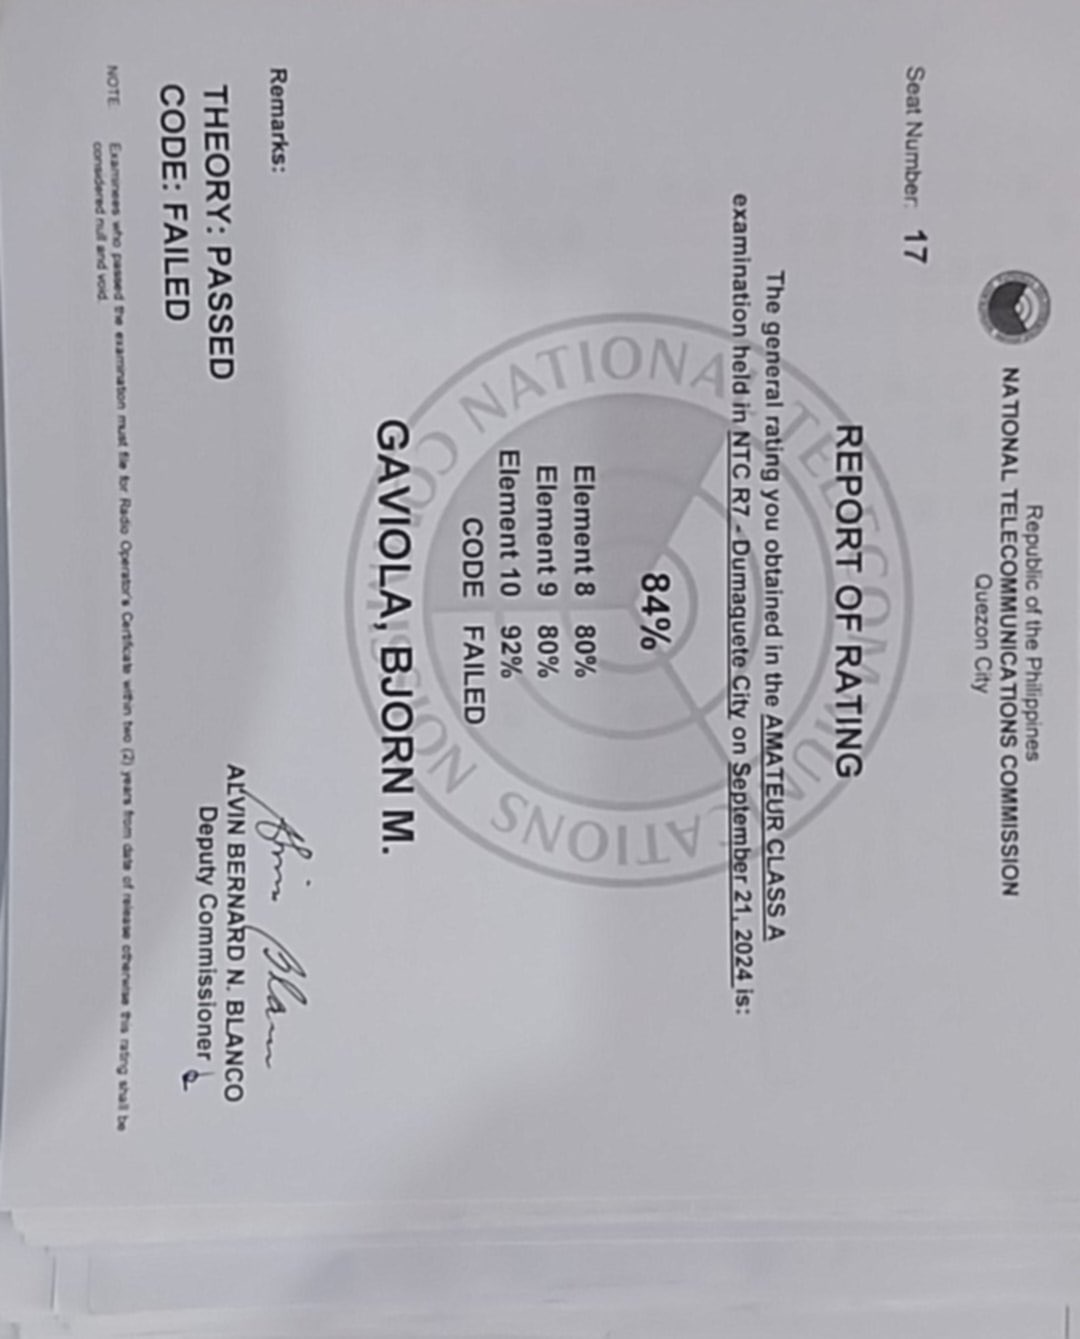 Republic of the Philippines
NATIONAL TELECOMMUNICATIONS COMMISSION
Quezon City
Seat Number: 17
REPORT OF RATING
The general rating you obtained in the AMATEUR CLASS A
examination held in NTC R7 - Dumaguete City on September 21, 2024 is:
84%
Element 8 80%
Element 9 80%
Element 10 92%
CODE FAILED
GAVIOLA, BJORN M.
Remarks:
THEORY: PASSED
CODE: FAILED
ALVIN BERNARD N. BLANCO
Deputy Commissioner
NOTE Examinees who passed the examination must file for Radio Operator's Certificate within two (2) years from date of release otherwise this rating shall be
considered null and void.
NATIONAL TELECOMMUNICATIONS COMMISSION